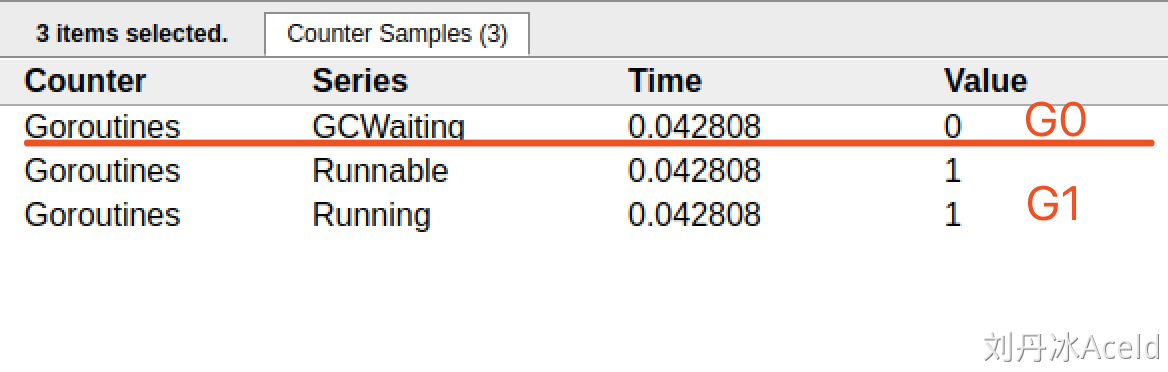 3 items selected. Counter Samples (3)
Counter Series Time Value
Goroutines GCWaiting 0.042808 0 G0
Goroutines Runnable 0.042808 1
Goroutines Running 0.042808 1 G1
刘丹冰Aceld